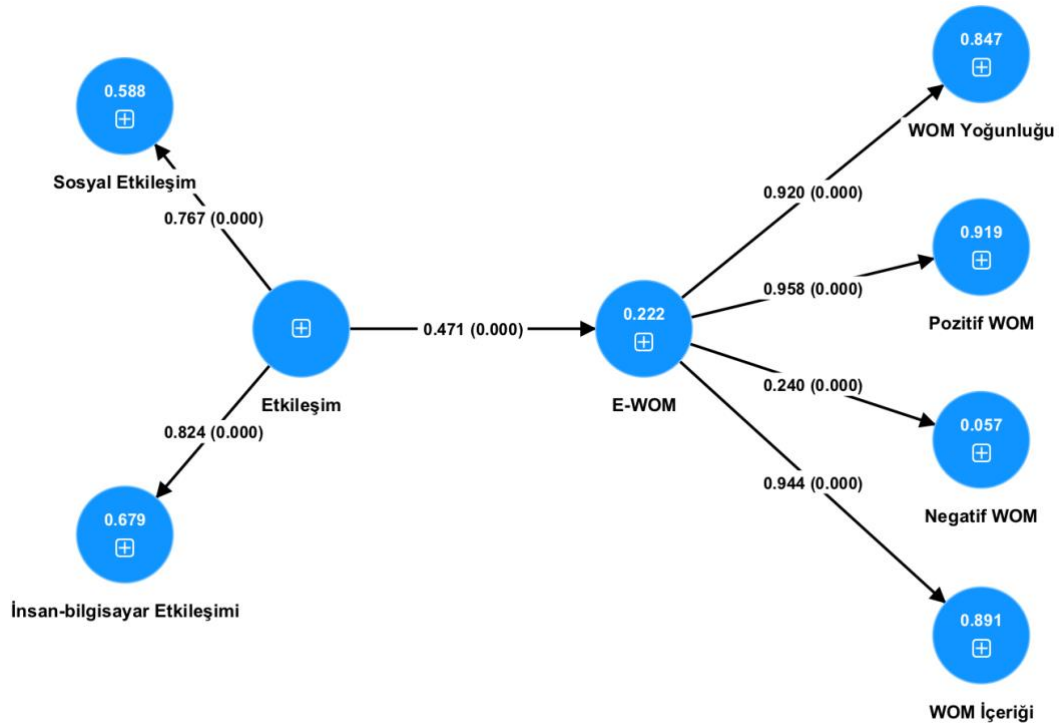 0.847
WOM Yoğunluğu
0.588
Sosyal Etkileşim
0.767 (0.000)
0.920 (0.000)
0.919
Pozitif WOM
0.958 (0.000)
Etkileşim
0.471 (0.000)
0.222
E-WOM
0.240 (0.000)
0.057
Negatif WOM
0.824 (0.000)
0.944 (0.000)
0.679
İnsan-bilgisayar Etkileşimi
0.891
WOM İçeriği